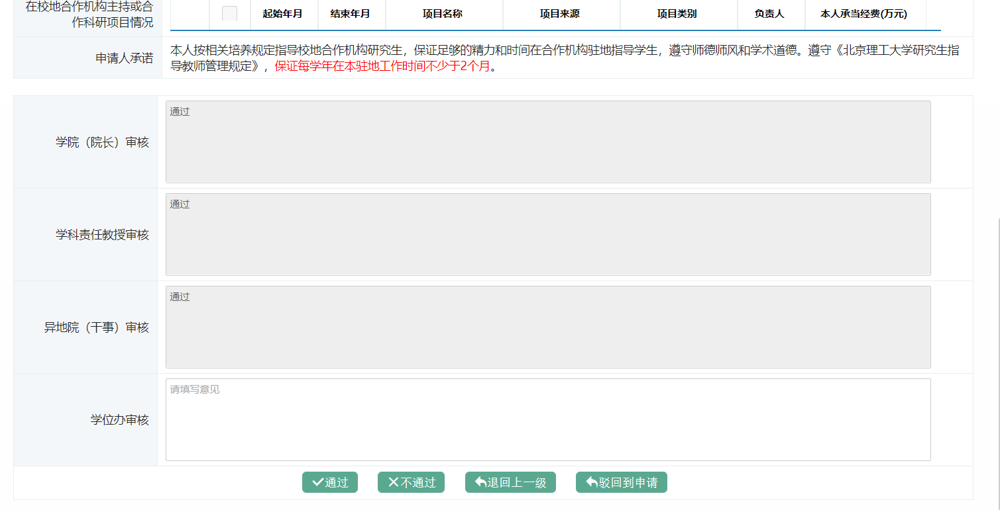 在校地合作机构主持或合
作科研项目情况
起始年月 结束年月 项目名称 项目来源 项目类别 负责人 本人承当经费(万元)
申请人承诺
本人按相关培养规定指导校地合作机构研究生，保证足够的精力和时间在合作机构驻地指导学生，遵守师德师风和学术道德。遵守《北京理工大学研究生指
导教师管理规定》，保证每学年在本驻地工作时间不少于2个月。
学院（院长）审核
通过
学科责任教授审核
通过
异地院（干事）审核
通过
学位办审核
请填写意见
通过 不通过 退回上一级 驳回到申请